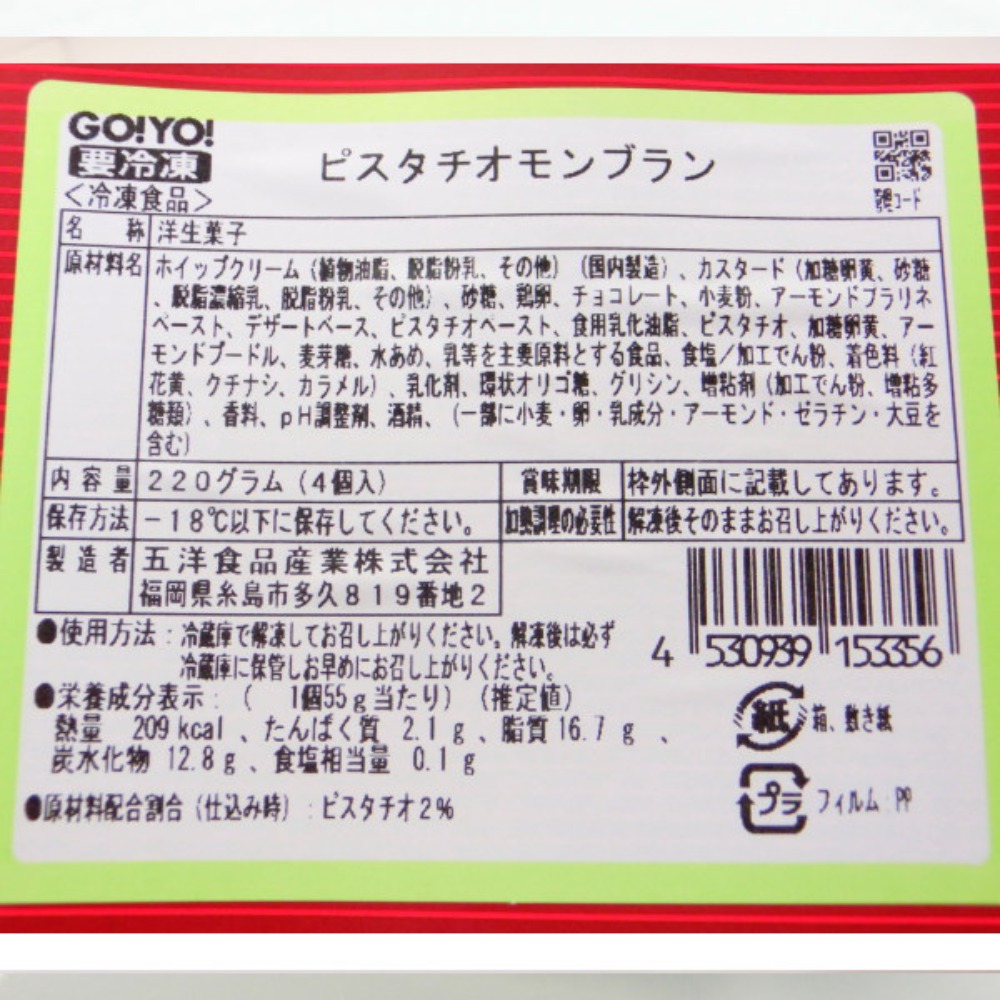 GO!YO!
要冷凍
<冷凍食品>
ピスタチオモンブラン
名称 洋生菓子
原材料名 ホイップクリーム（植物油脂、脱脂粉乳、その他）（国内製造）、カスタード（加糖卵黄、砂糖
、脱脂濃縮乳、脱脂粉乳、その他）、砂糖、鶏卵、チョコレート、小麦粉、アーモンドプラリネ
ペースト、デザートベース、ピスタチオペースト、食用乳化油脂、ピスタチオ、加糖卵黄、アー
モンドプードル、麦芽糖、水あめ、乳等を主要原料とする食品、食塩／加工でん粉、着色料（紅
花黄、クチナシ、カラメル）、乳化剤、環状オリゴ糖、グリシン、増粘剤（加工でん粉、増粘多
糖類）、香料、ｐＨ調整剤、酒精、（一部に小麦・卵・乳成分・アーモンド・ゼラチン・大豆を
含む）
内容量 ２２０グラム（４個入） 賞味期限 枠外側面に記載してあります。
保存方法 －１８℃以下に保存してください。 加熱調理の必要性 解凍後そのままお召し上がりください。
製造者 五洋食品産業株式会社
福岡県糸島市多久８１９番地２
●使用方法：冷蔵庫で解凍してお召し上がりください。解凍後は必ず
冷蔵庫に保管しお早めにお召し上がりください。
4 530939 153356
●栄養成分表示：（ 1個55ｇ当たり）（推定値）
熱量 209 kcal 、たんぱく質 2.1ｇ、脂質 16.7ｇ、
炭水化物 12.8ｇ、食塩相当量 0.1ｇ
紙 箱、敷き紙
●原材料配合割合（仕込み時）：ピスタチオ２％
プラ フィルム：PP